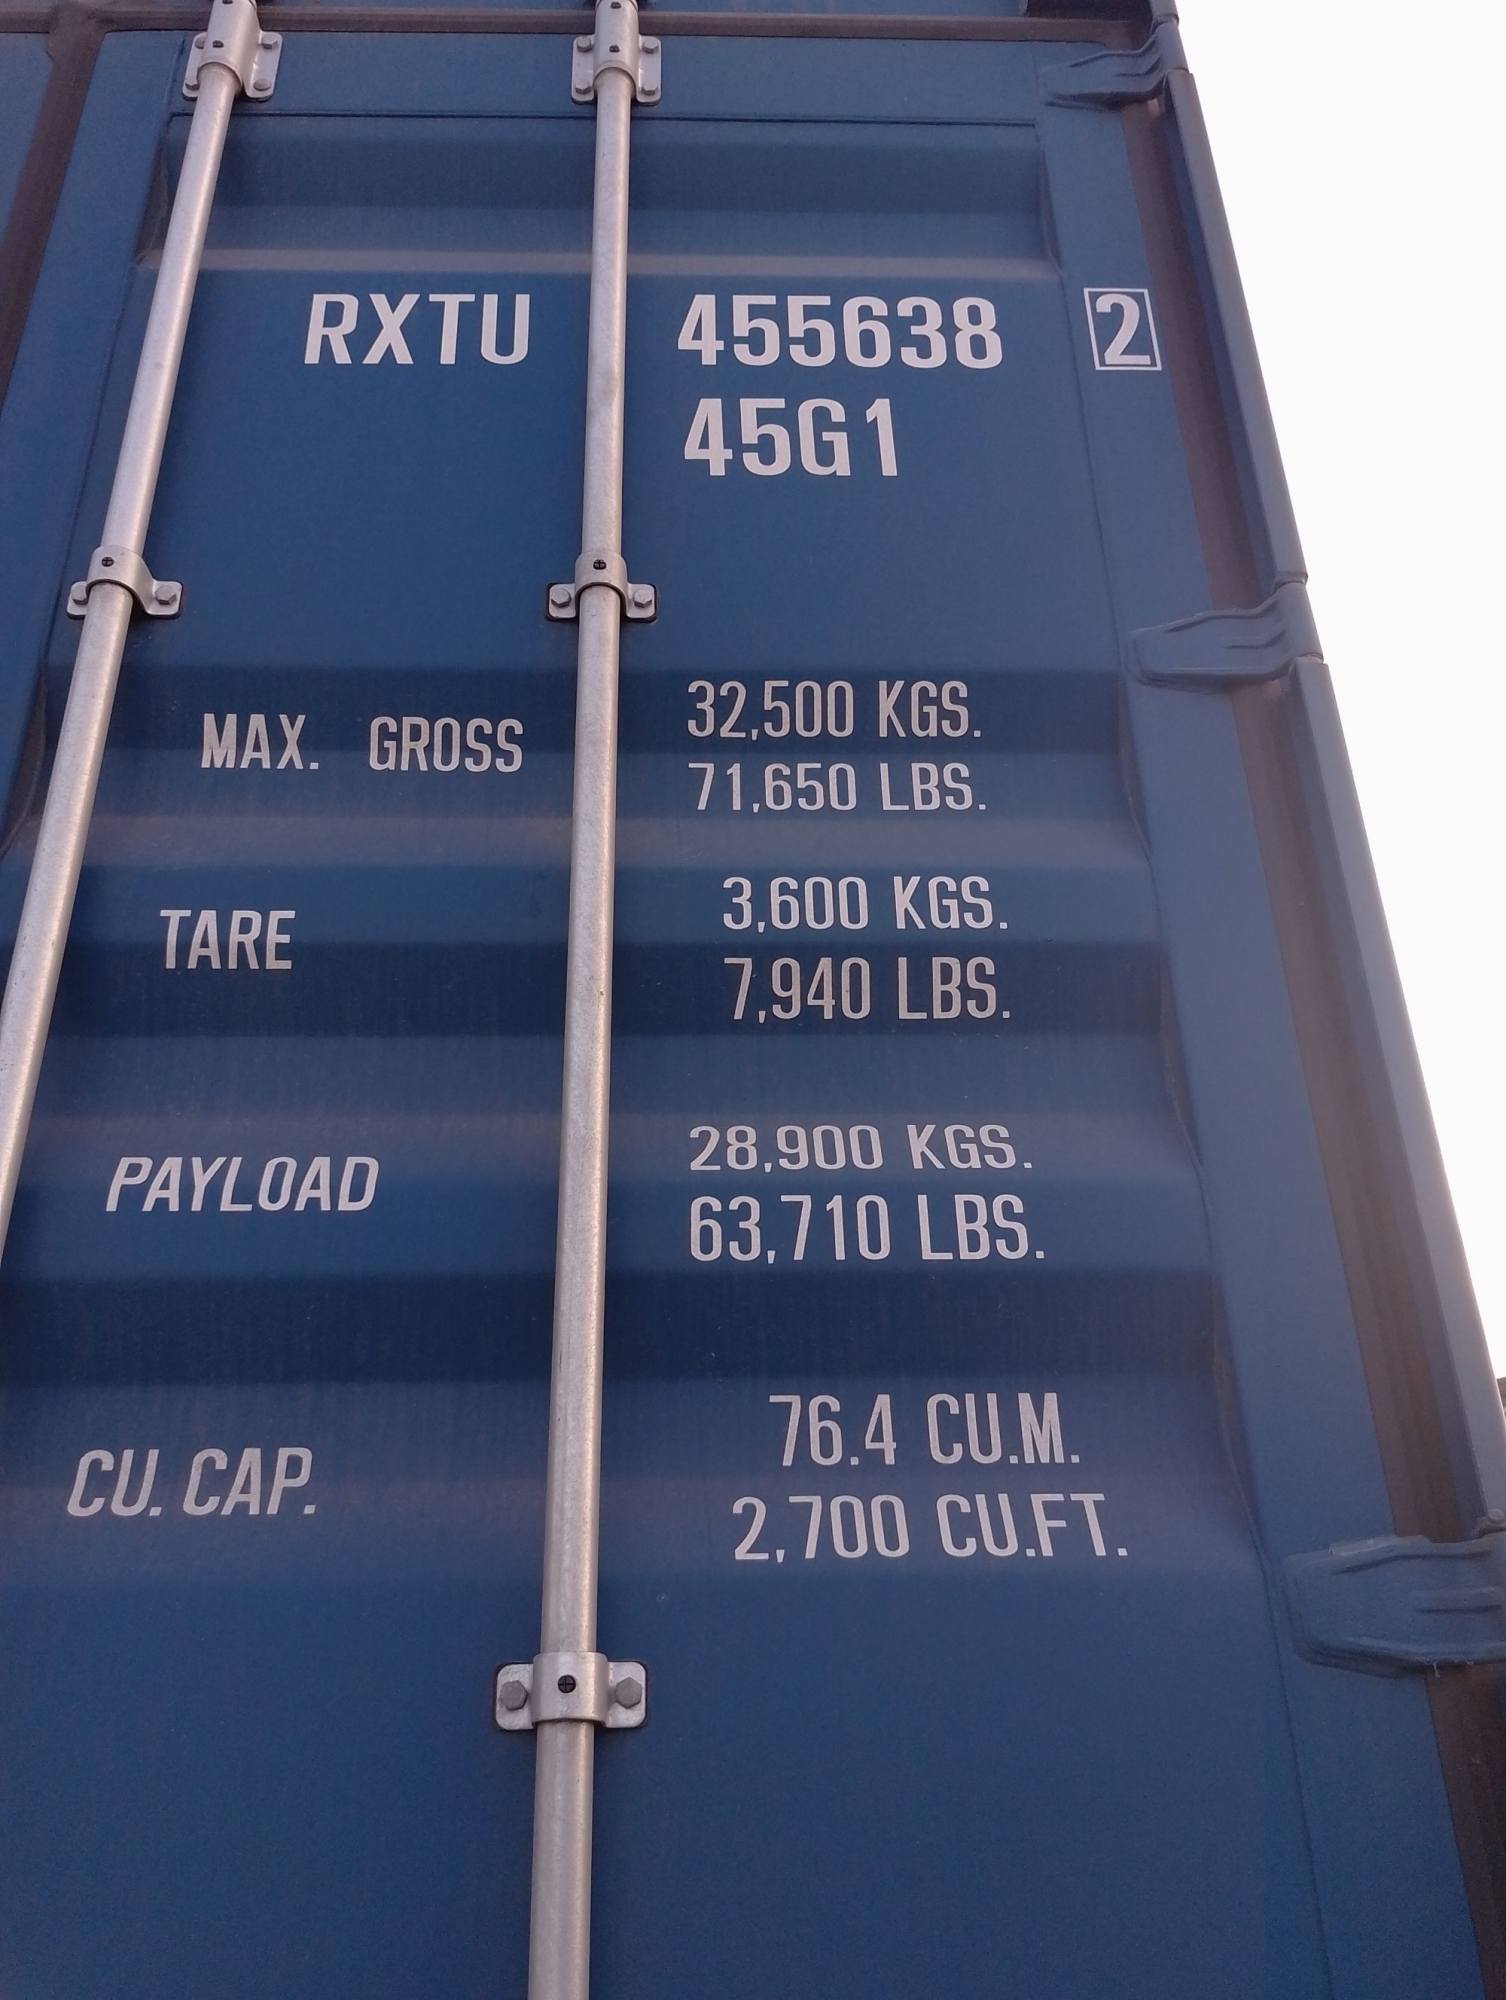 RXTU 455638 2
45G1
MAX. GROSS 32,500 KGS.
71,650 LBS.
TARE 3,600 KGS.
7,940 LBS.
PAYLOAD 28,900 KGS.
63,710 LBS.
CU. CAP. 76.4 CU.M.
2,700 CU.FT.